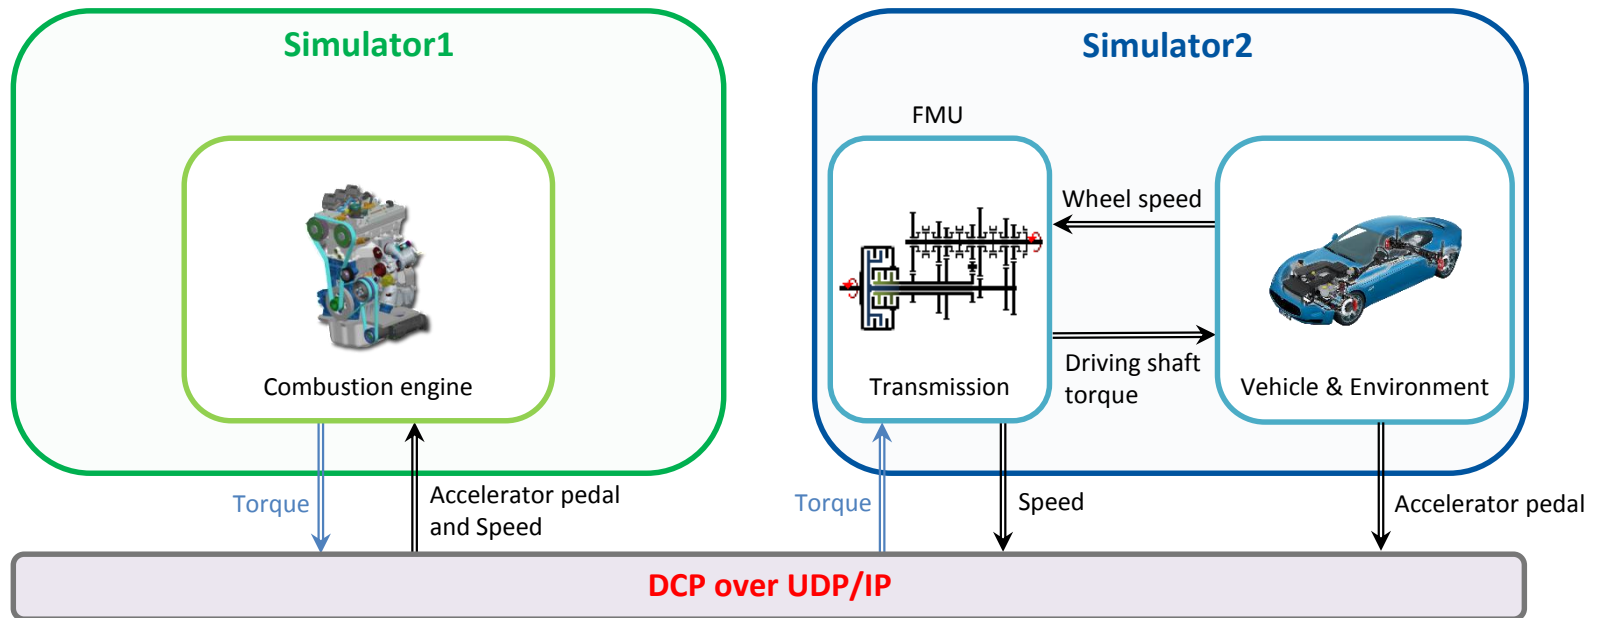 Simulator1
Simulator2
FMU
Wheel speed
Driving shaft
torque
Combustion engine
Transmission
Vehicle & Environment
Torque
Accelerator pedal
and Speed
Torque
Speed
Accelerator pedal
DCP over UDP/IP